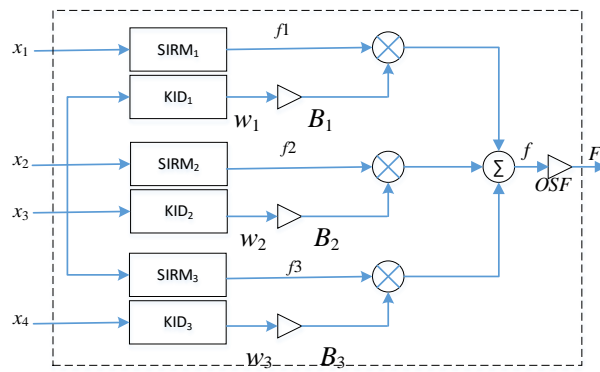 f1
x₁
SIRM₁
KID₁
w₁
B₁
x₂
SIRM₂
f2
f
F
Σ
OSF
x₃
KID₂
w₂
B₂
SIRM₃
f3
x₄
KID₃
w₃
B₃